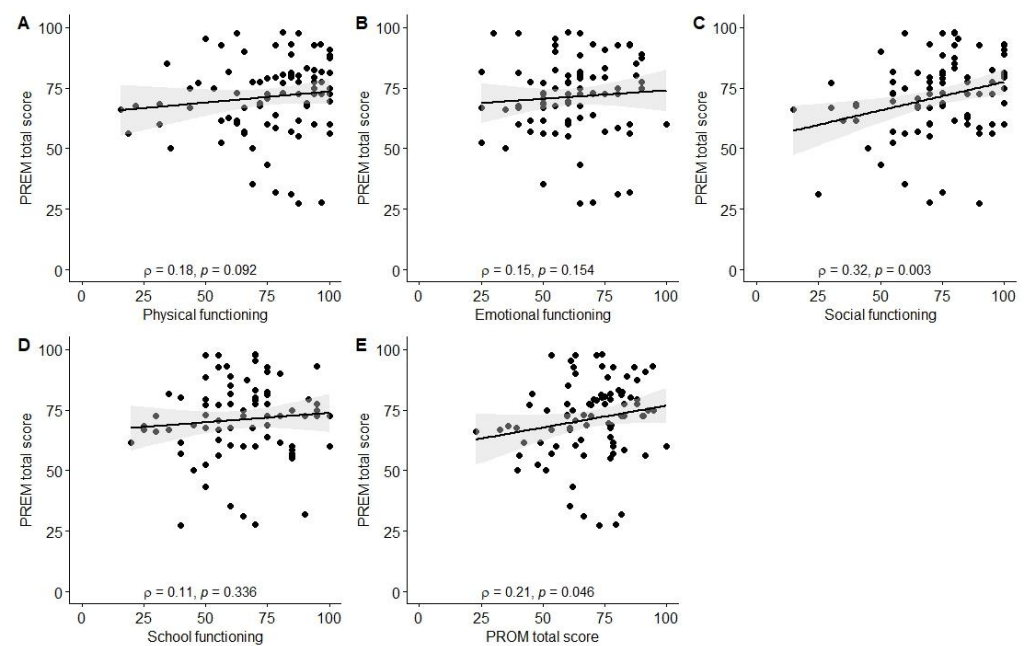 A
PREM total score
100
75
50
25
0
ρ = 0.18, p = 0.092
0 25 50 75 100
Physical functioning
B
PREM total score
100
75
50
25
0
ρ = 0.15, p = 0.154
0 25 50 75 100
Emotional functioning
C
PREM total score
100
75
50
25
0
ρ = 0.32, p = 0.003
0 25 50 75 100
Social functioning
D
PREM total score
100
75
50
25
0
ρ = 0.11, p = 0.336
0 25 50 75 100
School functioning
E
PREM total score
100
75
50
25
0
ρ = 0.21, p = 0.046
0 25 50 75 100
PROM total score